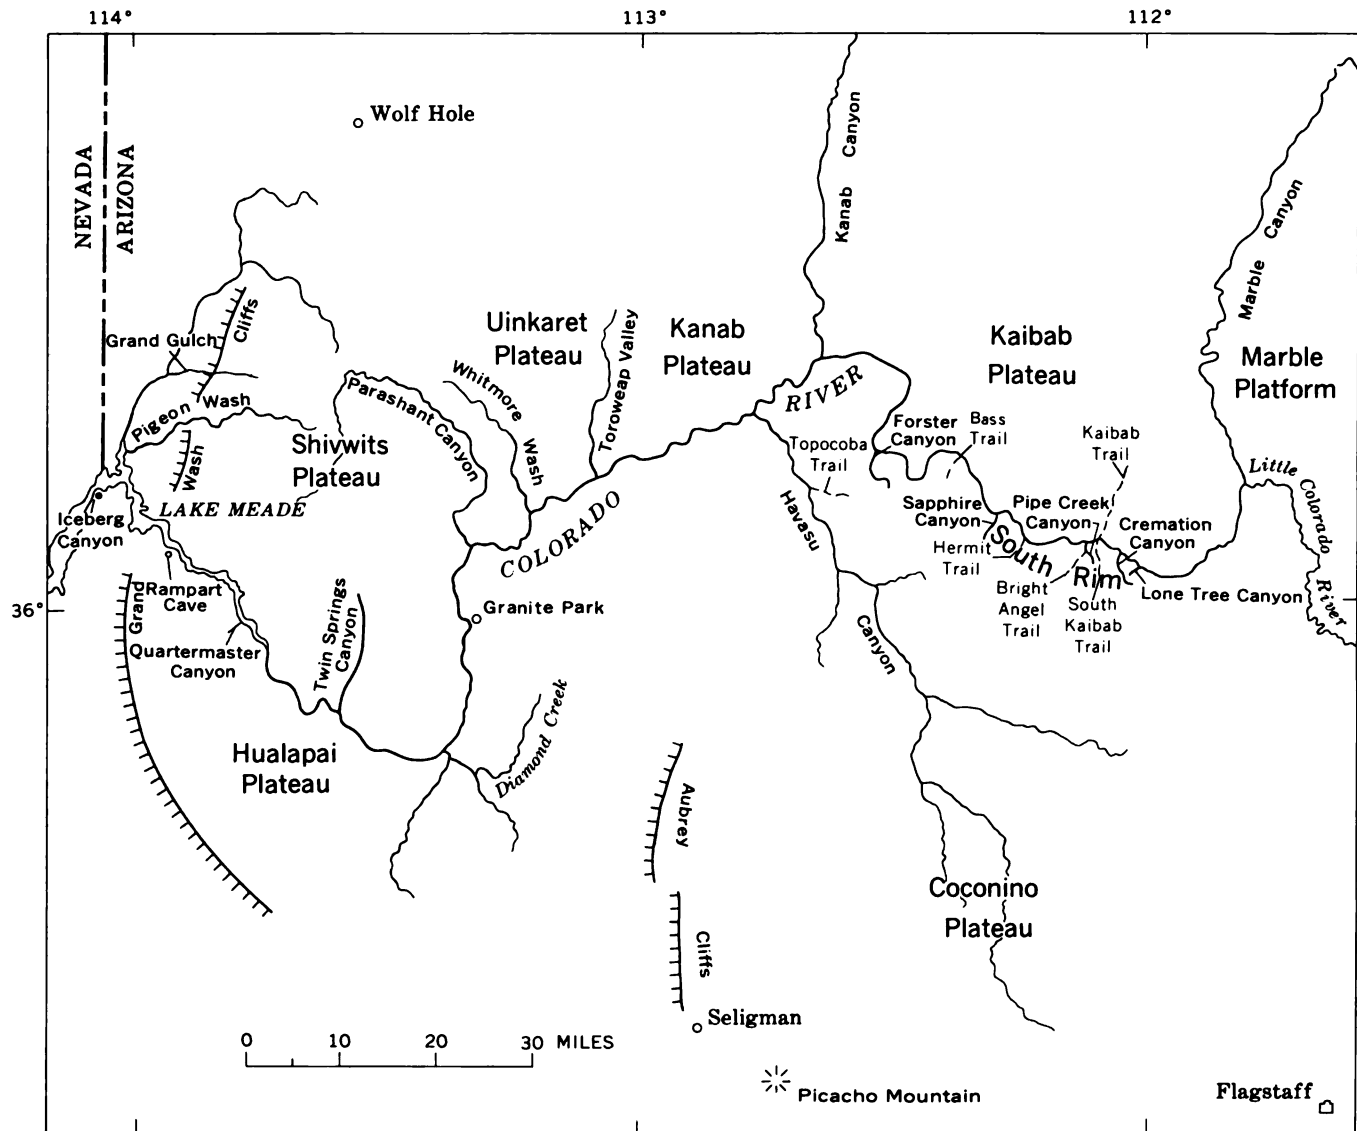 114°
113°
112°
Wolf Hole
NEVADA
ARIZONA
Kanab Canyon
Marble Canyon
Cliffs
Grand Gulch
Uinkaret
Plateau
Toroweap Valley
Kanab
Plateau
Kaibab
Plateau
Marble
Platform
RIVER
Whitmore
Wash
Parashant Canyon
Pigeon Wash
Shivwits
Plateau
Wash
Forster
Canyon
Bass
Trail
Kaibab
Trail
Topocoba
Trail
Little Colorado
River
LAKE MEADE
Iceberg
Canyon
COLORADO
Havasu
Canyon
Sapphire
Canyon
Pipe Creek
Canyon
Cremation
Canyon
Hermit
Trail
South
Rim
Bright
Angel
Trail
South
Kaibab
Trail
Lone Tree Canyon
36°
Grand
Rampart
Cave
Quartermaster
Canyon
Twin Springs
Canyon
Granite Park
Hualapai
Plateau
Diamond Creek
Aubrey
Cliffs
Coconino
Plateau
Seligman
0 10 20 30 MILES
Picacho Mountain
Flagstaff